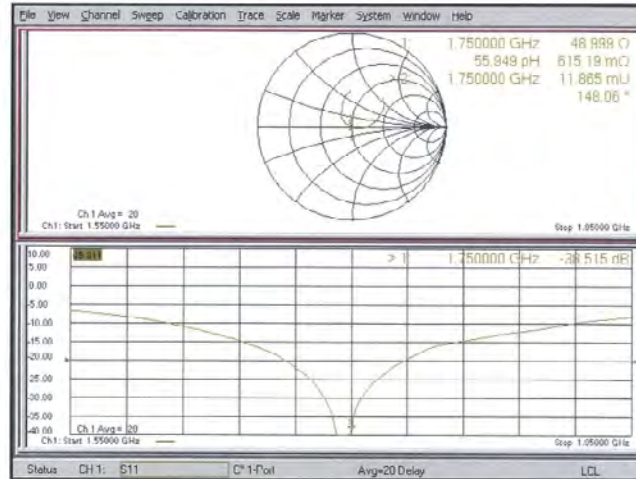 File View Channel Sweep Calibration Trace Scale Marker System Window Help
1: 1.750000 GHz 48.999 Ω
55.949 pH 615.19 mΩ
> 2: 1.750000 GHz 11.865 mU
148.06 °
Ch 1 Avg = 20
Ch1: Start 1.55000 GHz
Stop 1.95000 GHz
10.00
5.00
0.00
-5.00
-10.00
-15.00
-20.00
-25.00
-30.00
-35.00
-40.00
> 1: 1.750000 GHz -38.515 dB
Ch 1 Avg = 20
Ch1: Start 1.55000 GHz
Stop 1.95000 GHz
Status CH 1: S11 C* 1-Port Avg=20 Delay LCL